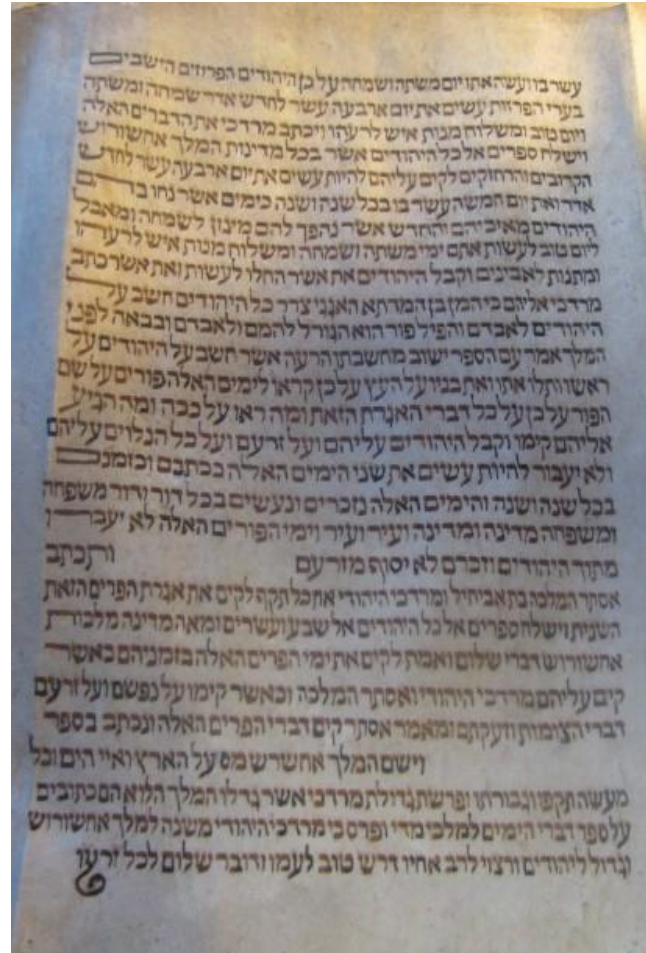 עשר בו ועשה אתו יום משתה ושמחה על כן היהודים הפרוזים הישבים
בערי הפרזות עשים את יום ארבעה עשר לחדש אדר שמחה ומשתה
ויום טוב ומשלוח מנות איש לרעהו ויכתב מרדכי את הדברים האלה
וישלח ספרים אל כל היהודים אשר בכל מדינות המלך אחשורוש
הקרובים והרחוקים לקים עליהם להיות עשים את יום ארבעה עשר לחדש
אדר ואת יום חמשה עשר בו בכל שנה ושנה כימים אשר נחו בהם
היהודים מאיביהם והחדש אשר נהפך להם מיגון לשמחה ומאבל
ליום טוב לעשות אתם ימי משתה ושמחה ומשלוח מנות איש לרעהו
ומתנות לאבינים וקבל היהודים את אשר החלו לעשות ואת אשר כתב
מרדכי אליהם כי המן בן המדתא האגגי צרר כל היהודים חשב על
היהודים לאבדם והפיל פור הוא הגורל להמם ולאבדם ובבאה לפני
המלך אמר עם הספר ישוב מחשבתו הרעה אשר חשב על היהודים על
ראשו ותלו אתו ואת בניו על העץ על כן קראו לימים האלה פורים על שם
הפור על כן על כל דברי האגרת הזאת ומה ראו על ככה ומה הגיע
אליהם קימו וקבל היהודים עליהם ועל זרעם ועל כל הנלוים עליהם
ולא יעבור להיות עשים את שני הימים האלה ככתבם וכזמנם
בכל שנה ושנה והימים האלה נזכרים ונעשים בכל דור ודור משפחה
ומשפחה מדינה ומדינה ועיר ועיר וימי הפורים האלה לא יעברו
מתוך היהודים וזכרם לא יסוף מזרעם ותכתב
אסתר המלכה בת אביחיל ומרדכי היהודי את כל תקף לקים את אגרת הפרים הזאת
השנית וישלח ספרים אל כל היהודים אל שבע ועשרים ומאה מדינה מלכות
אחשורוש דברי שלום ואמת לקים את ימי הפרים האלה בזמניהם כאשר
קים עליהם מרדכי היהודי ואסתר המלכה וכאשר קימו על נפשם ועל זרעם
דברי הצומות וזעקתם ומאמר אסתר קים דברי הפרים האלה ונכתב בספר
וישם המלך אחשרש מס על הארץ ואיי הים וכל
מעשה תקפו וגבורתו ופרשת גדולת מרדכי אשר גדלו המלך הלוא הם כתובים
על ספר דברי הימים למלכי מדי ופרס כי מרדכי היהודי משנה למלך אחשורוש
וגדול ליהודים ורצוי לרב אחיו דרש טוב לעמו ודובר שלום לכל זרעו